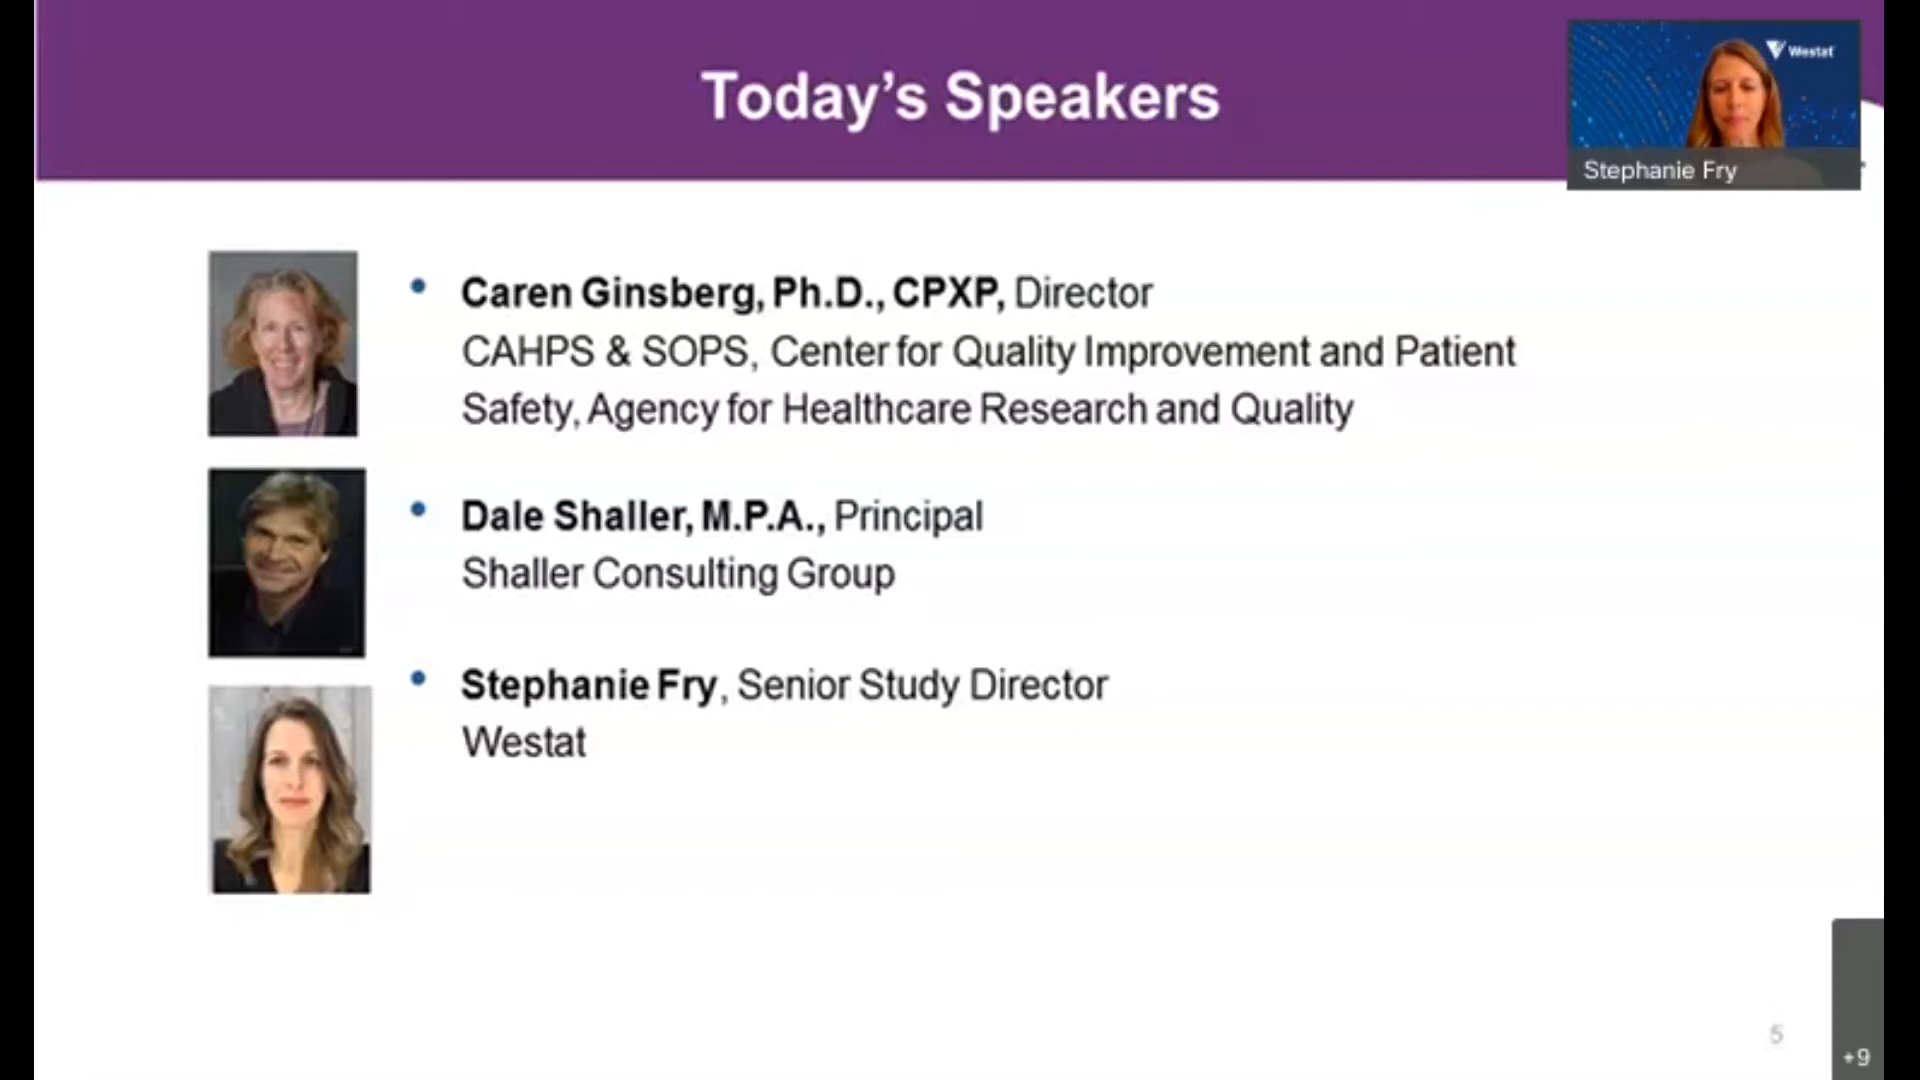 Today’s Speakers
Westat
Stephanie Fry
• Caren Ginsberg, Ph.D., CPXP, Director
CAHPS & SOPS, Center for Quality Improvement and Patient
Safety, Agency for Healthcare Research and Quality
• Dale Shaller, M.P.A., Principal
Shaller Consulting Group
• Stephanie Fry, Senior Study Director
Westat
5
+9